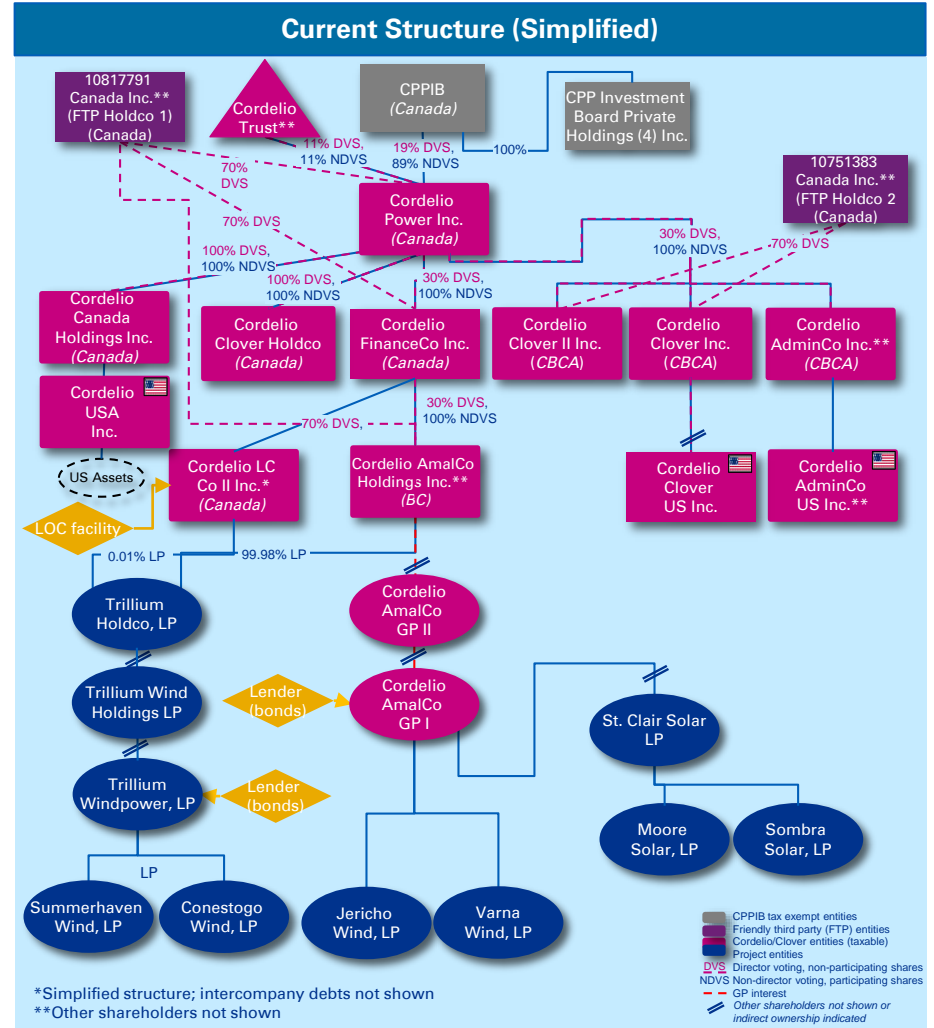 Current Structure (Simplified)
10817791
Canada Inc.**
(FTP Holdco 1)
(Canada)
Cordelio
Trust**
CPPIB
(Canada)
CPP Investment
Board Private
Holdings (4) Inc.
100%
11% DVS,
11% NDVS
19% DVS,
89% NDVS
70%
DVS
10751383
Canada Inc.**
(FTP Holdco 2
(Canada)
Cordelio
Power Inc.
(Canada)
70% DVS
100% DVS,
100% NDVS
100% DVS,
100% NDVS
30% DVS,
100% NDVS
30% DVS,
100% NDVS
70% DVS
Cordelio
Canada
Holdings Inc.
(Canada)
Cordelio
Clover Holdco
(Canada)
Cordelio
FinanceCo Inc.
(Canada)
Cordelio
Clover II Inc.
(CBCA)
Cordelio
Clover Inc.
(CBCA)
Cordelio
AdminCo Inc.**
(CBCA)
Cordelio
USA
Inc.
30% DVS,
100% NDVS
70% DVS,
US Assets
Cordelio LC
Co II Inc.*
(Canada)
Cordelio AmalCo
Holdings Inc.**
(BC)
Cordelio
Clover
US Inc.
Cordelio
AdminCo
US Inc.**
LOC facility
0.01% LP
99.98% LP
Trillium
Holdco, LP
Cordelio
AmalCo
GP II
Trillium Wind
Holdings LP
Lender
(bonds)
Cordelio
AmalCo
GP I
St. Clair Solar
LP
Trillium
Windpower, LP
Lender
(bonds)
Moore
Solar, LP
Sombra
Solar, LP
LP
Summerhaven
Wind, LP
Conestogo
Wind, LP
Jericho
Wind, LP
Varna
Wind, LP
CPPIB tax exempt entities
Friendly third party (FTP) entities
Cordelio/Clover entities (taxable)
Project entities
DVS Director voting, non-participating shares
NDVS Non-director voting, participating shares
GP interest
Other shareholders not shown or
indirect ownership indicated
*Simplified structure; intercompany debts not shown
**Other shareholders not shown